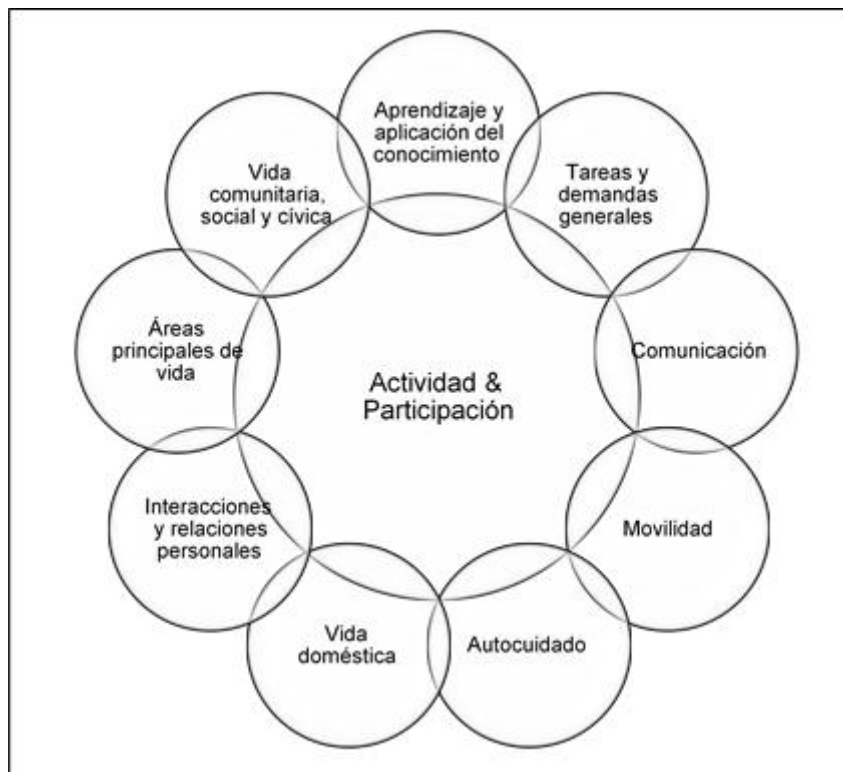 Aprendizaje y
aplicación del
conocimiento
Tareas y
demandas
generales
Comunicación
Movilidad
Autocuidado
Vida
doméstica
Interacciones
y relaciones
personales
Áreas
principales de
vida
Vida
comunitaria,
social y cívica
Actividad &
Participación